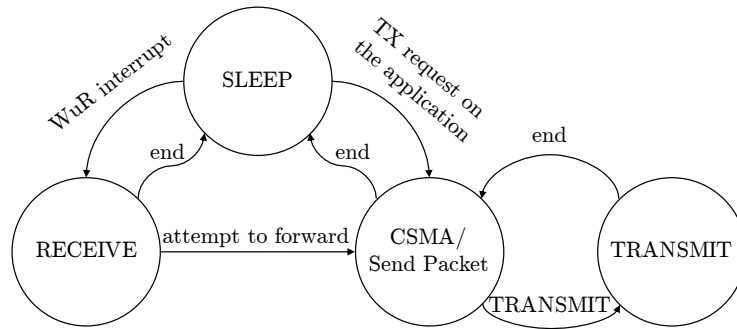 WuR interrupt
SLEEP
TX request on
the application
end
end
end
RECEIVE
attempt to forward
CSMA/
Send Packet
TRANSMIT
TRANSMIT